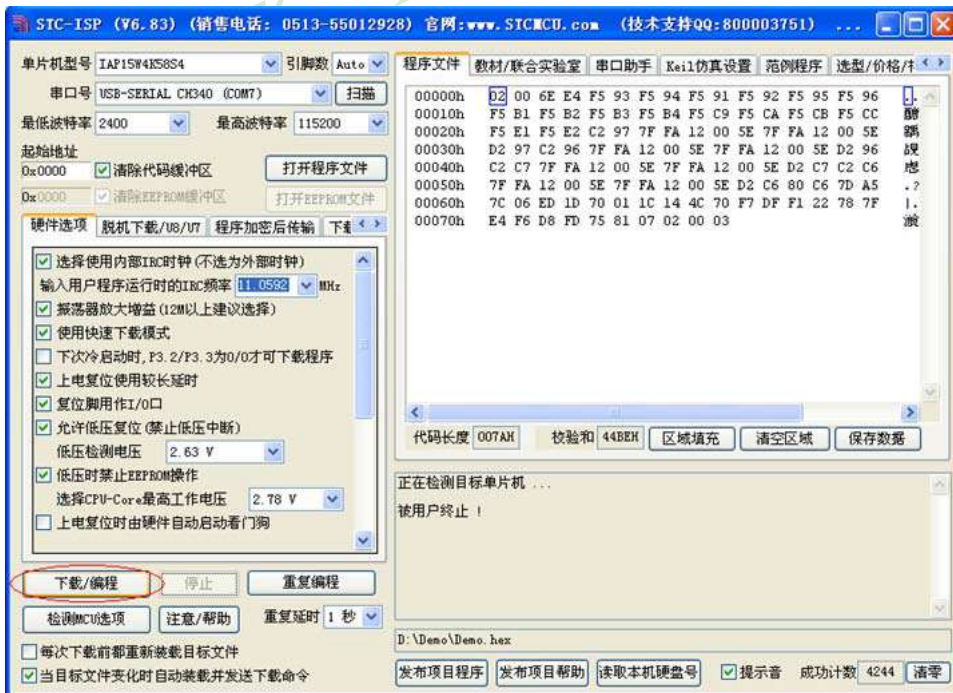 STC-ISP (V6.83) (销售电话: 0513-55012928) 官网:www.STCMCU.com (技术支持QQ:800003751) ...
单片机型号 IAP15W4K58S4 引脚数 Auto
串口号 USB-SERIAL CH340 (COM7) 扫描
最低波特率 2400 最高波特率 115200
起始地址
0x0000 清除代码缓冲区 打开程序文件
0x0000 清除EEPROM缓冲区 打开EEPROM文件
硬件选项 脱机下载/U8/U7 程序加密后传输
选择使用内部IRC时钟(不选为外部时钟)
输入用户程序运行时的IRC频率 11.0592 MHz
振荡器放大增益(12M以上建议选择)
使用快速下载模式
下次冷启动时,P3.2/P3.3为0/0才可下载程序
上电复位使用较长延时
复位脚用作I/O口
允许低压复位(禁止低压中断)
低压检测电压 2.63 V
低压时禁止EEPROM操作
选择CPU-Core最高工作电压 2.78 V
上电复位时由硬件自动启动看门狗
下载/编程 停止 重复编程
检测MCU选项 注意/帮助 重复延时 1 秒
每次下载前都重新装载目标文件
当目标文件变化时自动装载并发送下载命令
程序文件 教材/联合实验室 串口助手 Keil仿真设置 范例程序 选型/价格/
00000h 02 00 6E E4 F5 93 F5 94 F5 91 F5 92 F5 95 F5 96
00010h F5 B1 F5 B2 F5 B3 F5 B4 F5 C9 F5 CA F5 CB F5 CC
00020h F5 E1 F5 E2 C2 97 7F FA 12 00 5E 7F FA 12 00 5E
00030h D2 97 C2 96 7F FA 12 00 5E 7F FA 12 00 5E D2 96
00040h C2 C7 7F FA 12 00 5E 7F FA 12 00 5E D2 C7 C2 C6
00050h 7F FA 12 00 5E 7F FA 12 00 5E D2 C6 80 C6 7D A5 .?
00060h 7C 06 ED 1D 70 01 1C 14 4C 70 F7 DF F1 22 78 7F |.
00070h E4 F6 D8 FD 75 81 07 02 00 03
代码长度 007AH 校验和 44BEH 区域填充 清空区域 保存数据
正在检测目标单片机 ...
被用户终止 !
D:\Demo\Demo.hex
发布项目程序 发布项目帮助 读取本机硬盘号 提示音 成功计数 4244 清零